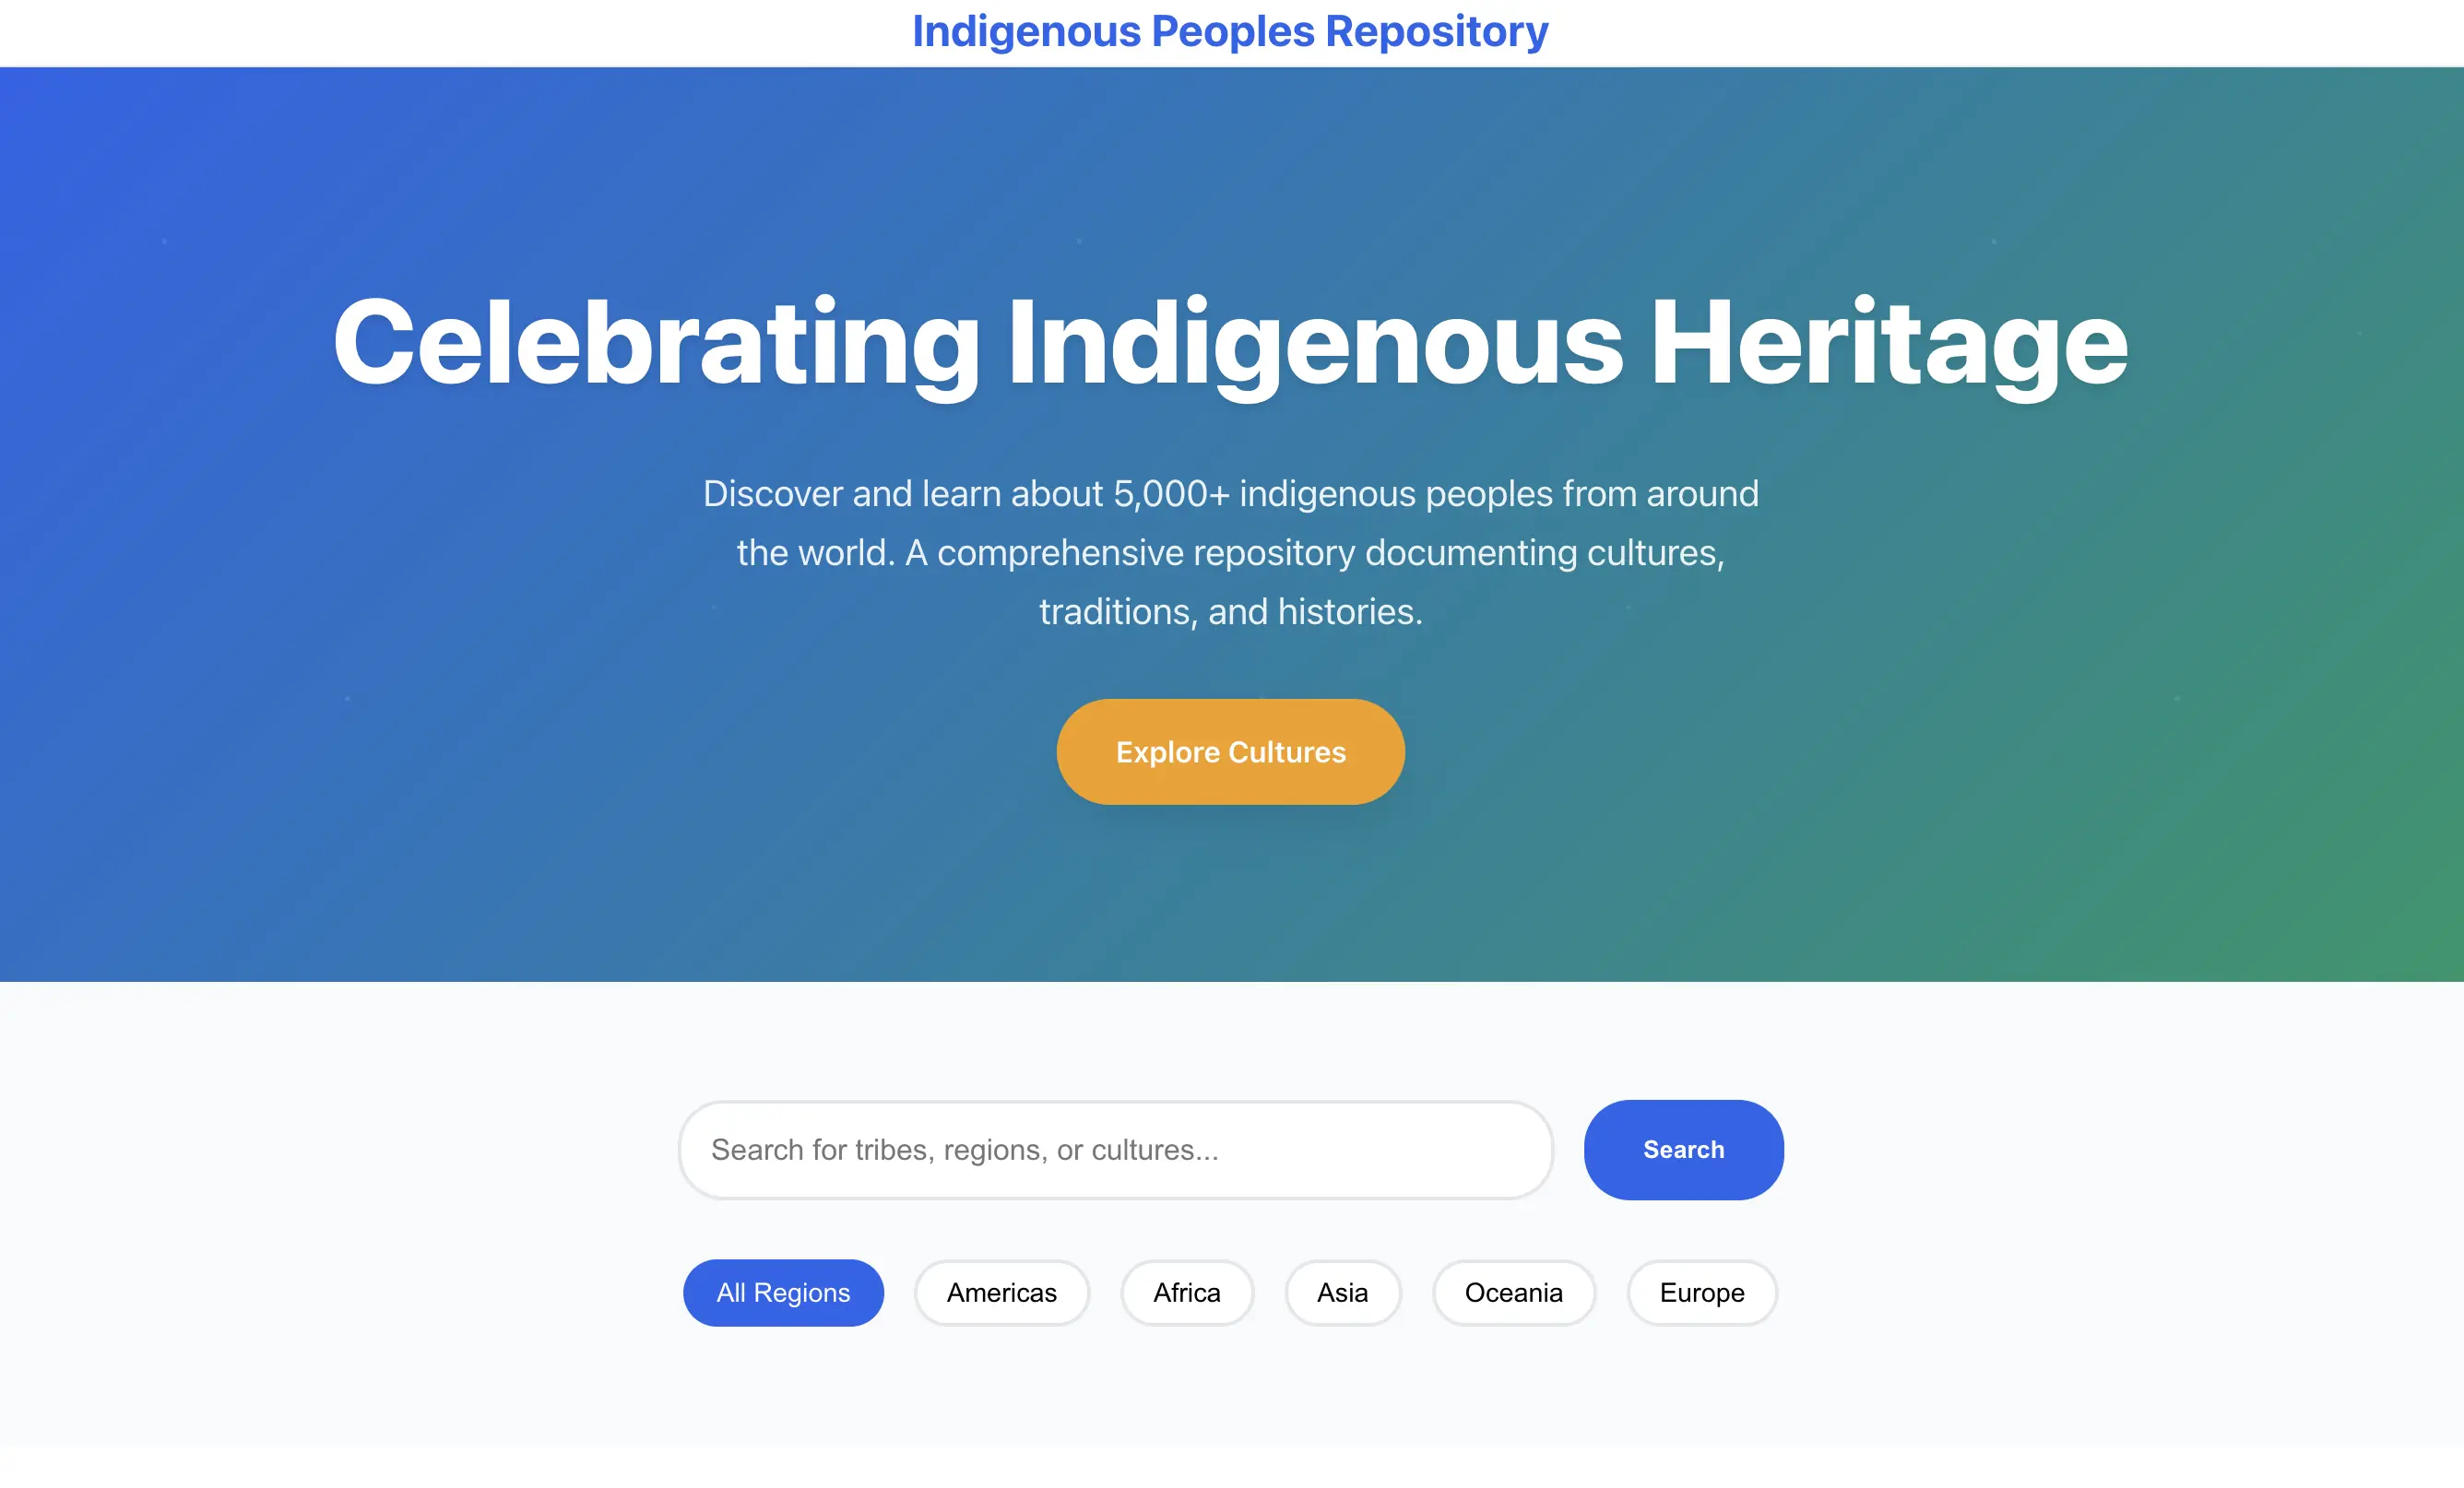 Indigenous Peoples Repository
Celebrating Indigenous Heritage
Discover and learn about 5,000+ indigenous peoples from around
the world. A comprehensive repository documenting cultures,
traditions, and histories.
Explore Cultures
Search for tribes, regions, or cultures...
Search
All Regions
Americas
Africa
Asia
Oceania
Europe